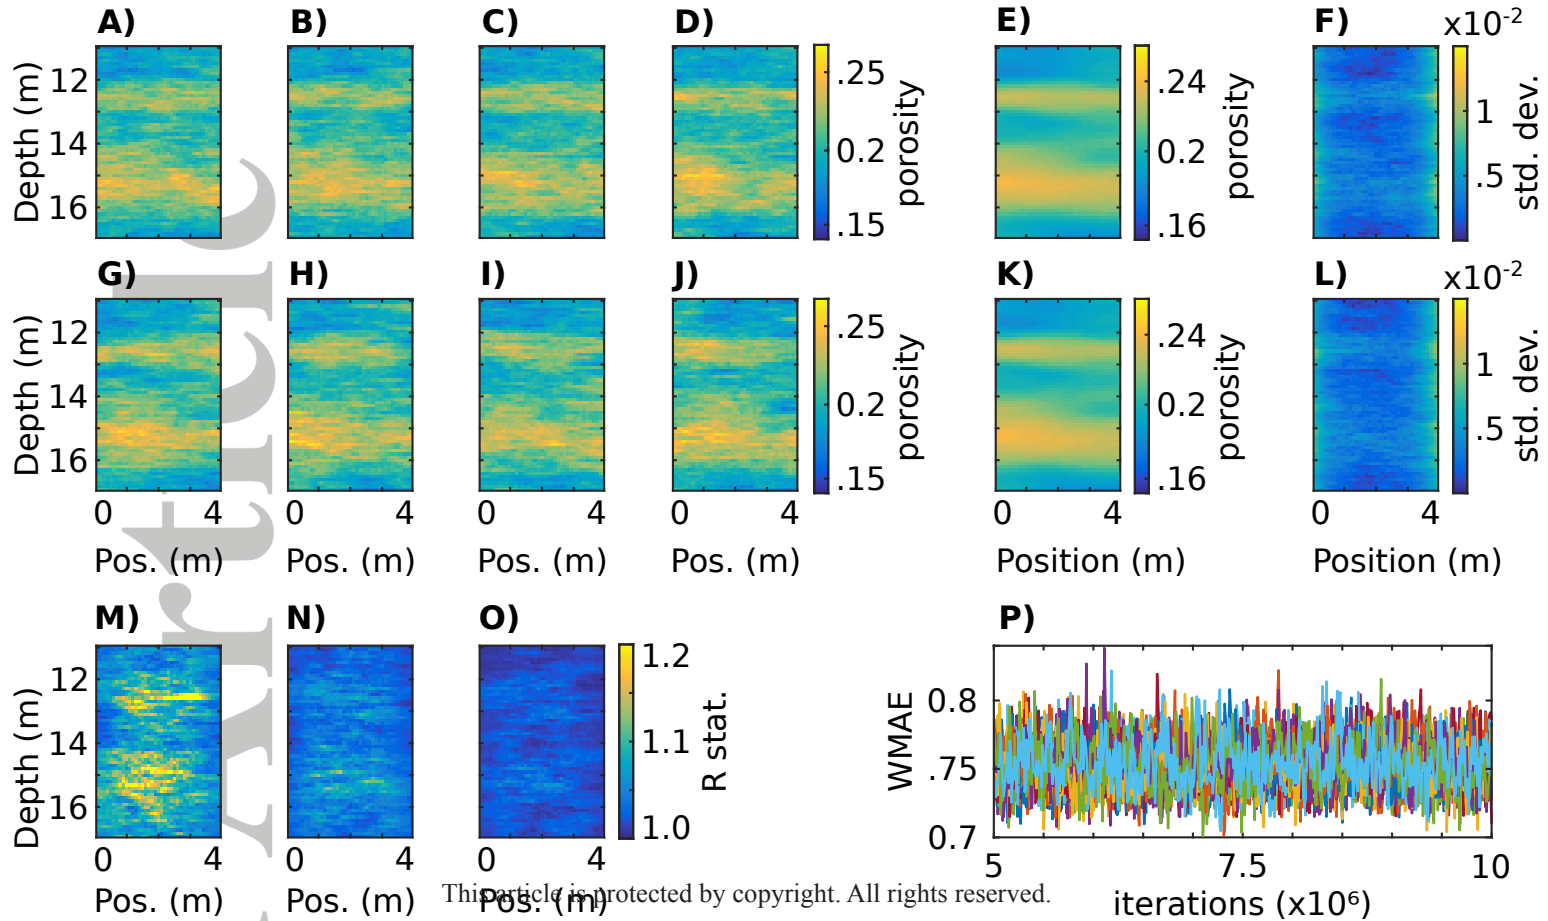 A) B) C) D) E) F) x10⁻²
Depth (m) 12 14 16 .25 0.2 .15 porosity .24 0.2 .16 porosity 1 .5 std. dev.
G) H) I) J) K) L) x10⁻²
Depth (m) 12 14 16 .25 0.2 .15 porosity .24 0.2 .16 porosity 1 .5 std. dev.
0 4 0 4 0 4 0 4 0 4 0 4
Pos. (m) Pos. (m) Pos. (m) Pos. (m) Position (m) Position (m)
M) N) O) P)
Depth (m) 12 14 16 1.2 1.1 1.0 R stat. WMAE 0.8 .75 0.7
0 4 0 4 0 4 5 7.5 10
Pos. (m) Pos. (m) Pos. (m) iterations (x10⁶)
This article is protected by copyright. All rights reserved.
Article